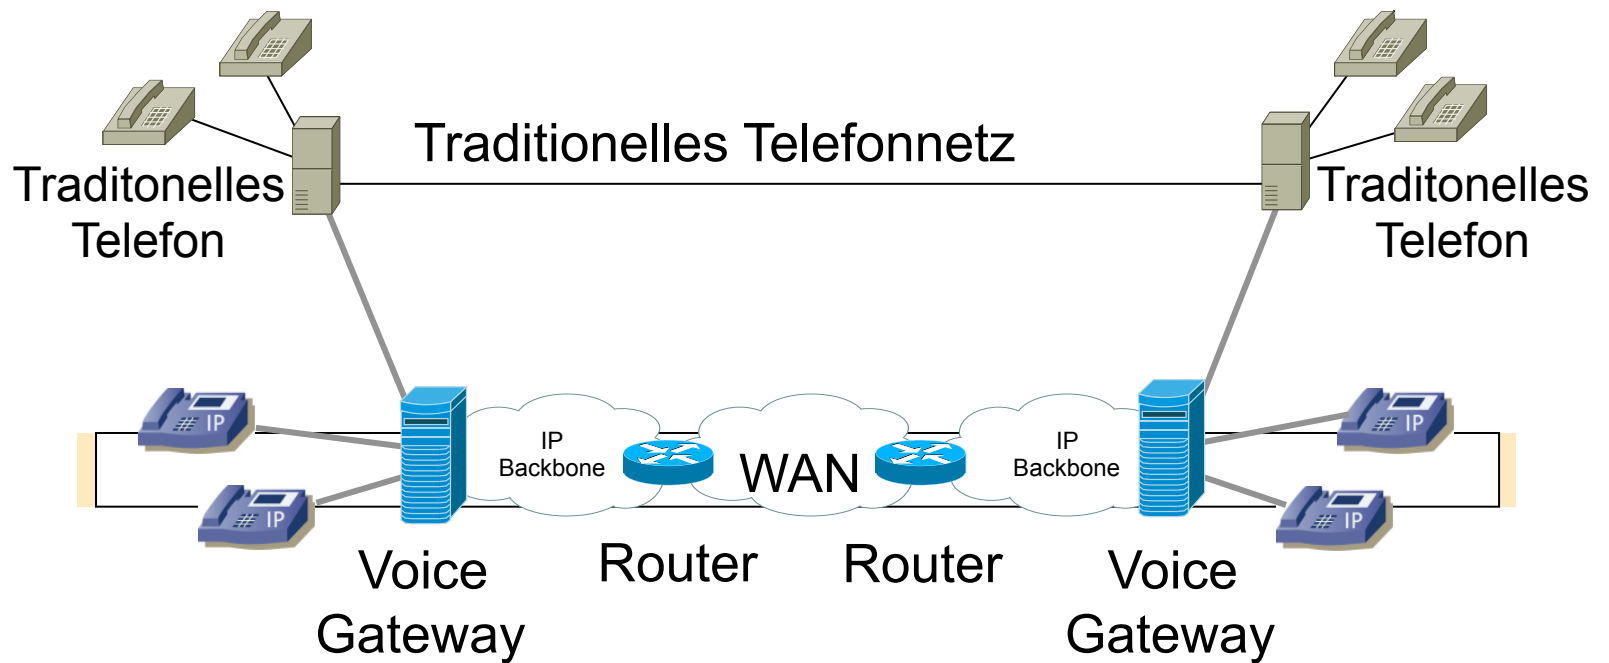 Traditionelles Telefonnetz
Traditonelles
Telefon
Traditonelles
Telefon
IP
IP
IP
Backbone
WAN
IP
Backbone
IP
IP
Voice
Gateway
Router
Router
Voice
Gateway